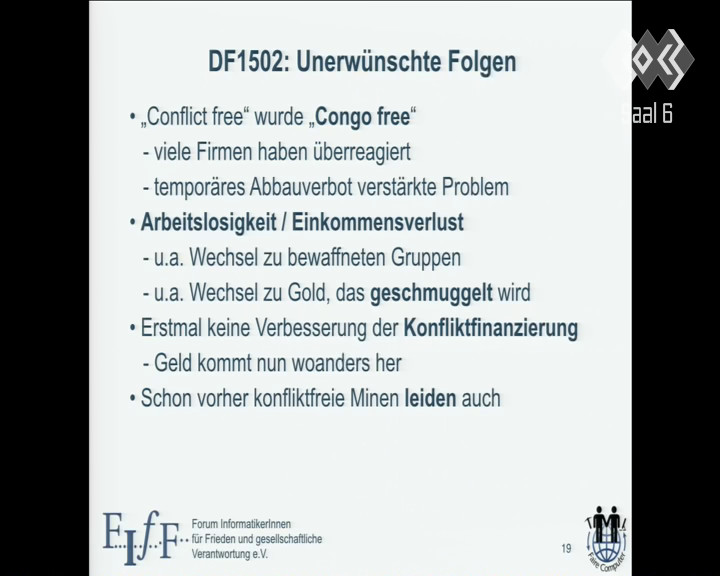 DF1502: Unerwünschte Folgen
• „Conflict free“ wurde „Congo free“
- viele Firmen haben überreagiert
- temporäres Abbauverbot verstärkte Problem
• Arbeitslosigkeit / Einkommensverlust
- u.a. Wechsel zu bewaffneten Gruppen
- u.a. Wechsel zu Gold, das geschmuggelt wird
• Erstmal keine Verbesserung der Konfliktfinanzierung
- Geld kommt nun woanders her
• Schon vorher konfliktfreie Minen leiden auch
Saal 6
F..I..f..F..
Forum InformatikerInnen
für Frieden und gesellschaftliche
Verantwortung e.V.
19
Faire Computer